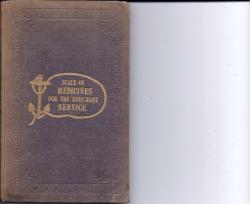 SCALE OF
MEDICINES
FOR THE MERCHANT
SERVICE